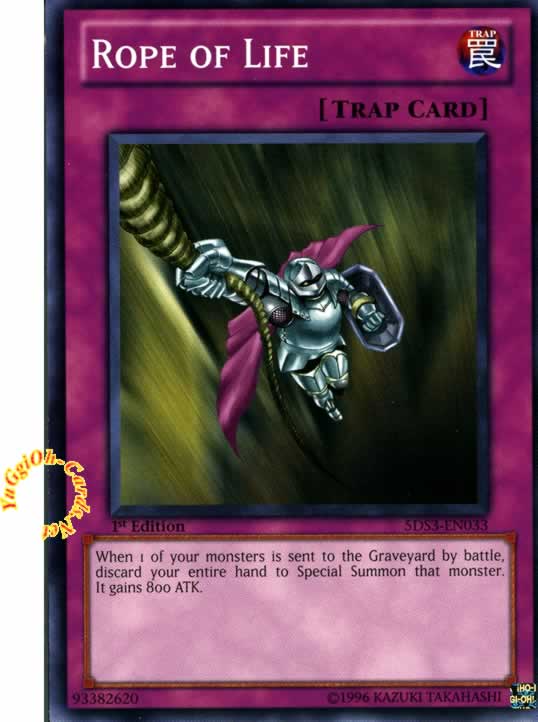 ROPE OF LIFE
TRAP
罠
[TRAP CARD]
YuGgiOh-Cards.Net
1st Edition
5DS3-EN033
When 1 of your monsters is sent to the Graveyard by battle,
discard your entire hand to Special Summon that monster.
It gains 800 ATK.
93382620
©1996 KAZUKI TAKAHASHI